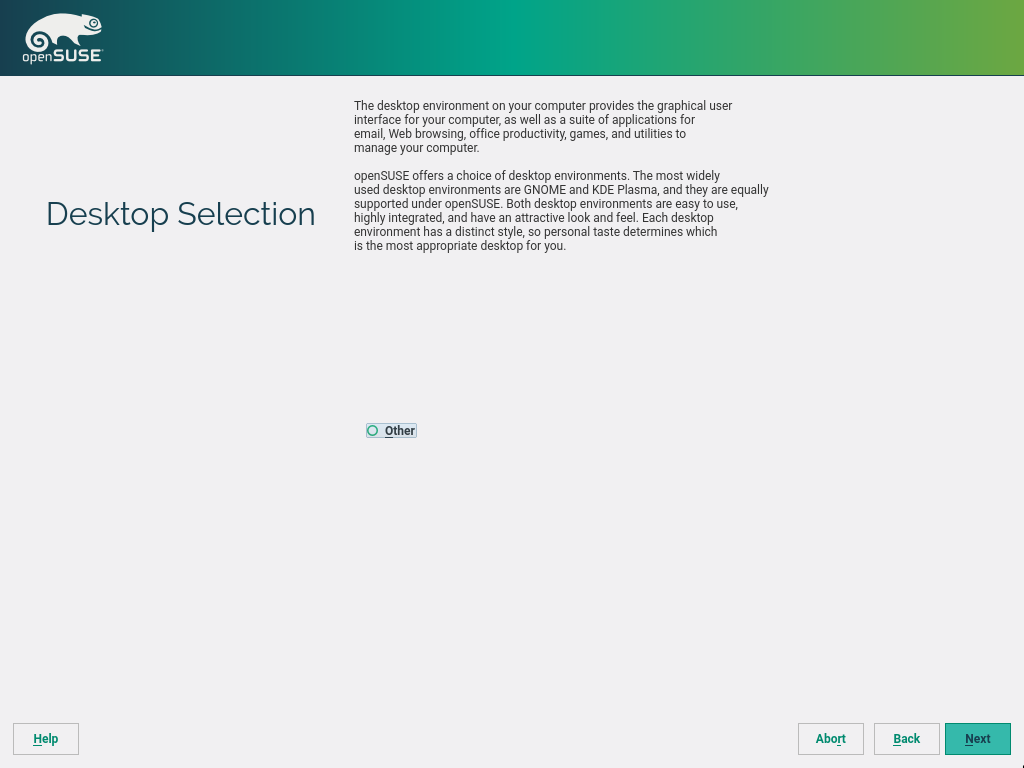 openSUSE
Desktop Selection
The desktop environment on your computer provides the graphical user
interface for your computer, as well as a suite of applications for
email, Web browsing, office productivity, games, and utilities to
manage your computer.
openSUSE offers a choice of desktop environments. The most widely
used desktop environments are GNOME and KDE Plasma, and they are equally
supported under openSUSE. Both desktop environments are easy to use,
highly integrated, and have an attractive look and feel. Each desktop
environment has a distinct style, so personal taste determines which
is the most appropriate desktop for you.
Other
Help
Abort
Back
Next